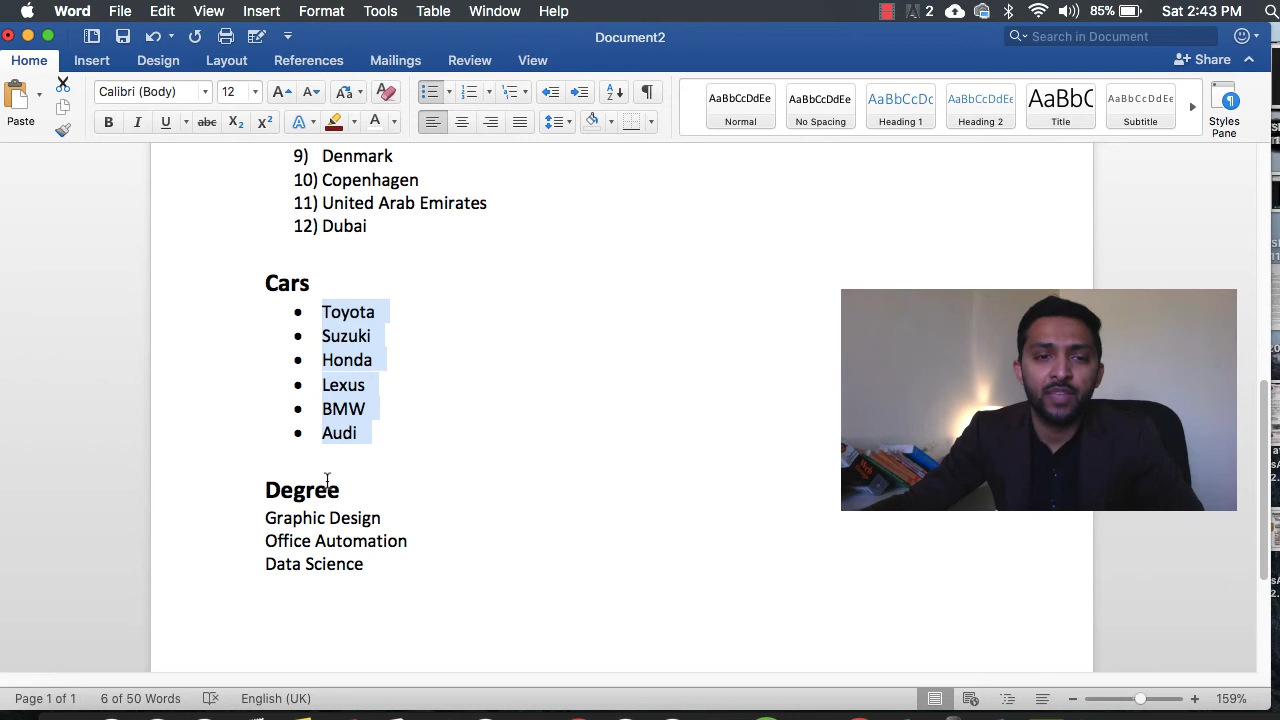 Word File Edit View Insert Format Tools Table Window Help 2 85% Sat 2:43 PM
Document2 Search in Document
Home Insert Design Layout References Mailings Review View Share
Calibri (Body) 12 AaBbCcDdEe AaBbCcDdEe AaBbCcDc AaBbCcDdEe AaBbC AaBbCcDdEe
Paste B I U abc X₂ X² Normal No Spacing Heading 1 Heading 2 Title Subtitle Styles Pane
9) Denmark
10) Copenhagen
11) United Arab Emirates
12) Dubai
Cars
• Toyota
• Suzuki
• Honda
• Lexus
• BMW
• Audi
Degree
Graphic Design
Office Automation
Data Science
Page 1 of 1 6 of 50 Words English (UK) 159%